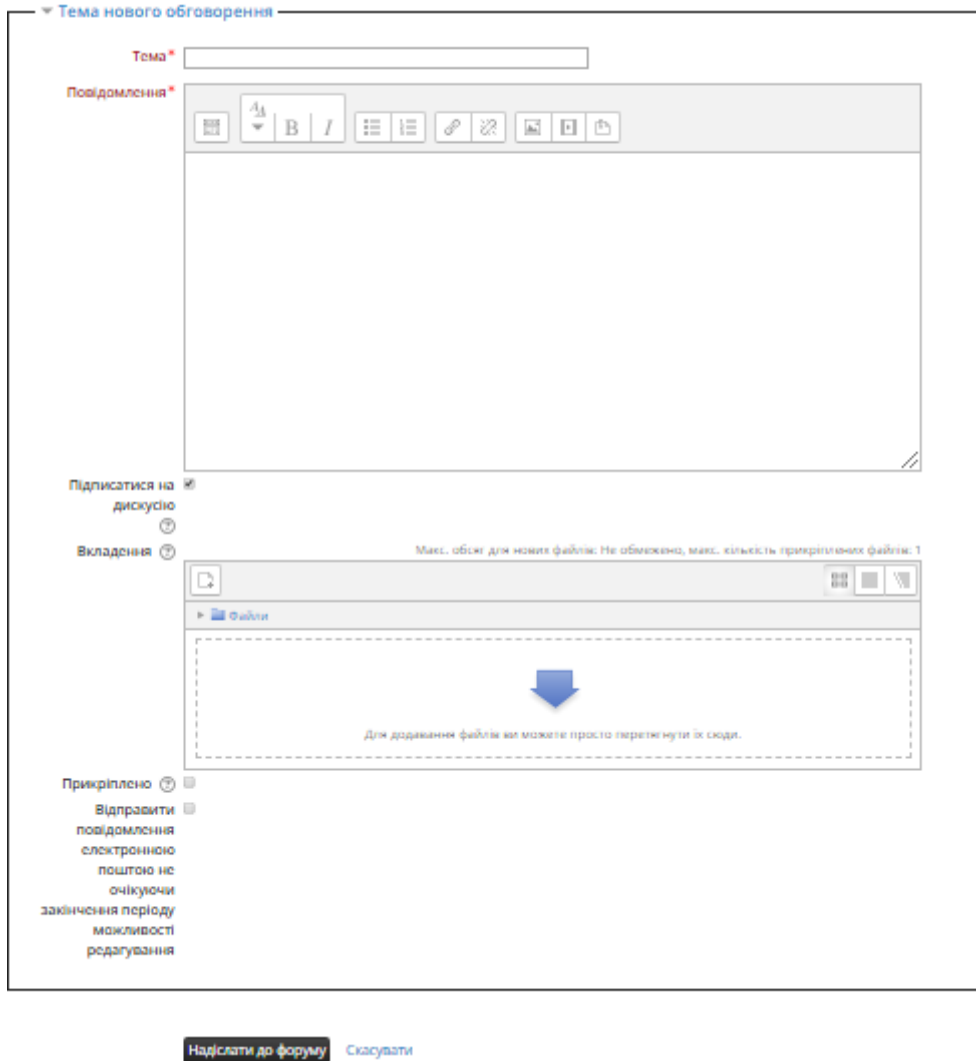 Тема нового обговорення
Тема*
Повідомлення*
B I
Підписатися на
дискусію
Вкладення
Макс. обсяг для нових файлів: Не обмежено, макс. кількість прикріплених файлів: 1
Файли
Для додавання файлів ви можете просто перетягнути їх сюди.
Прикріплено
Відправити
повідомлення
електронною
поштою не
очікуючи
закінчення періоду
можливості
редагування
Надіслати до форуму Скасувати